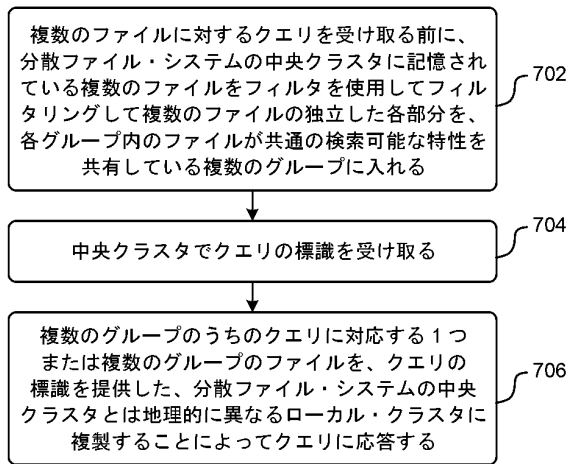 複数のファイルに対するクエリを受け取る前に、
分散ファイル・システムの中央クラスタに記憶され
ている複数のファイルをフィルタを使用してフィル
タリングして複数のファイルの独立した各部分を、
各グループ内のファイルが共通の検索可能な特性を
共有している複数のグループに入れる
702
中央クラスタでクエリの標識を受け取る
704
複数のグループのうちのクエリに対応する1つ
または複数のグループのファイルを、クエリの
標識を提供した、分散ファイル・システムの中央
クラスタとは地理的に異なるローカル・クラスタに
複製することによってクエリに応答する
706